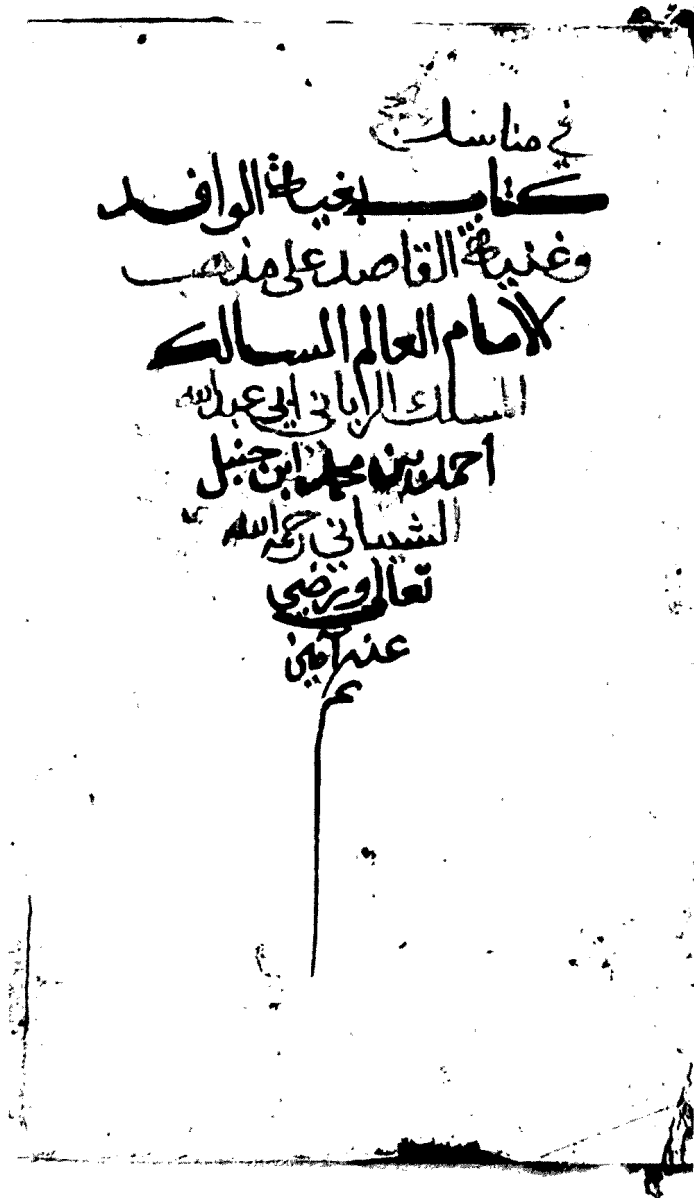 في مناسك
كتاب بغية الوافد
وغنية القاصد على مذهب
الامام العالم السالك
المسلك الرباني ابي عبد الله
احمد بن محمد ابن حنبل
الشيباني رحمه الله
تعالى ورضي
عنه آمين
م